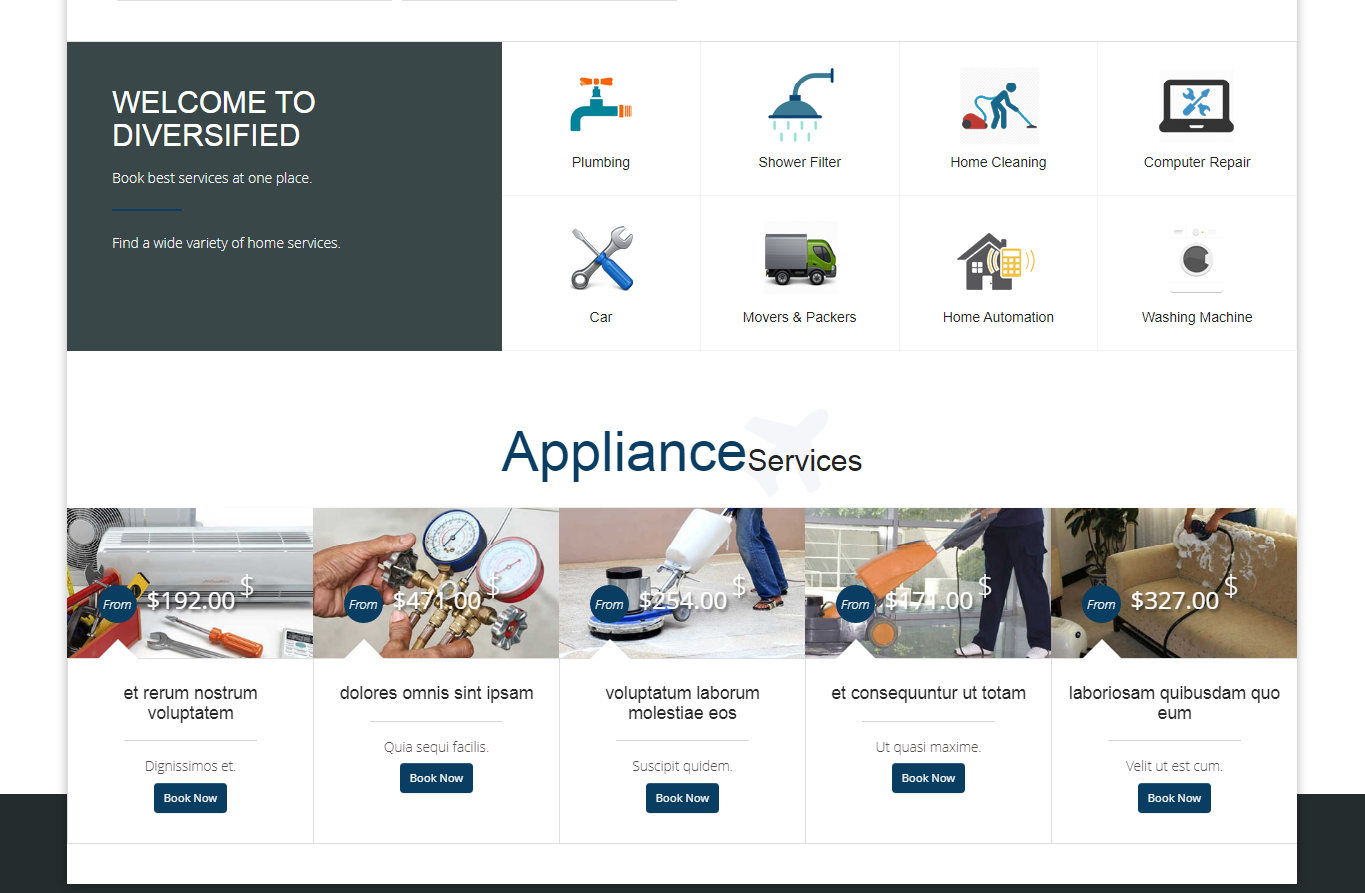 WELCOME TO
DIVERSIFIED
Book best services at one place.
Find a wide variety of home services.
Plumbing
Shower Filter
Home Cleaning
Computer Repair
Car
Movers & Packers
Home Automation
Washing Machine
ApplianceServices
From $192.00 $
From $471.00 $
From $254.00 $
From $171.00 $
From $327.00 $
et rerum nostrum
voluptatem
Dignissimos et.
Book Now
dolores omnis sint ipsam
Quia sequi facilis.
Book Now
voluptatum laborum
molestiae eos
Suscipit quidem.
Book Now
et consequuntur ut totam
Ut quasi maxime.
Book Now
laboriosam quibusdam quo
eum
Velit ut est cum.
Book Now